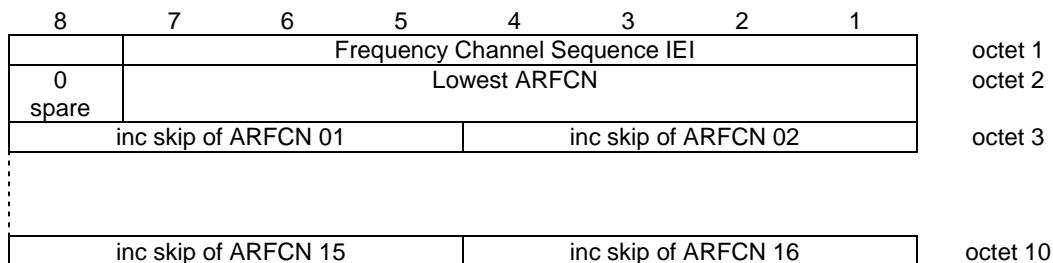 8 7 6 5 4 3 2 1
Frequency Channel Sequence IEI octet 1
0 Lowest ARFCN octet 2
spare
inc skip of ARFCN 01 inc skip of ARFCN 02 octet 3
inc skip of ARFCN 15 inc skip of ARFCN 16 octet 10